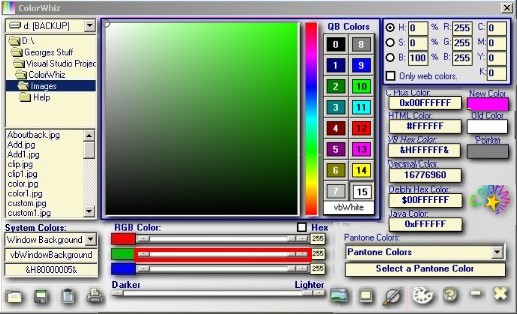 ColorWhiz
d: [BACKUP]
D:\
Georges Stuff
Visual Studio Projec
ColorWhiz
Images
Help
Aboutback.jpg
Add.jpg
Add1.jpg
clip.jpg
clip1.jpg
color.jpg
color1.jpg
custom.jpg
custom1.jpg
QB Colors
0 8
1 9
2 10
3 11
4 12
5 13
6 14
7 15
vbWhite
H: 0 % R: 255 C: 0
S: 0 % G: 255 M: 0
B: 100 % B: 255 Y: 0
Only web colors. K: 0
C Plus Color:
0x00FFFFFF
HTML Color:
#FFFFFF
VB Hex Color:
&HFFFFFF&
Decimal Color:
16776960
Delphi Hex Color:
$00FFFFFF
Java Color:
0xFFFFFF
New Color
Old Color
Pointer
System Colors:
Window Background
vbWindowBackground
&H80000005&
RGB Color:
Hex
255
255
255
Darker Lighter
Pantone Colors:
Pantone Colors
Select a Pantone Color